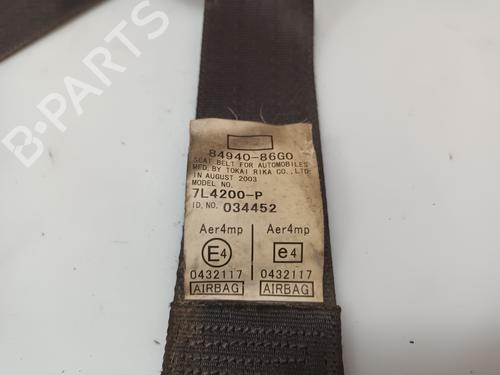 84940-86G0
SEAT BELT FOR AUTOMOBILES
MFD. BY TOKAI RIKA CO., LTD.
IN AUGUST 2003
MODEL NO.
7L4200-P
ID. NO. 034452
Aer4mp Aer4mp
E4 e4
0432117 0432117
AIRBAG AIRBAG
B-PARTS